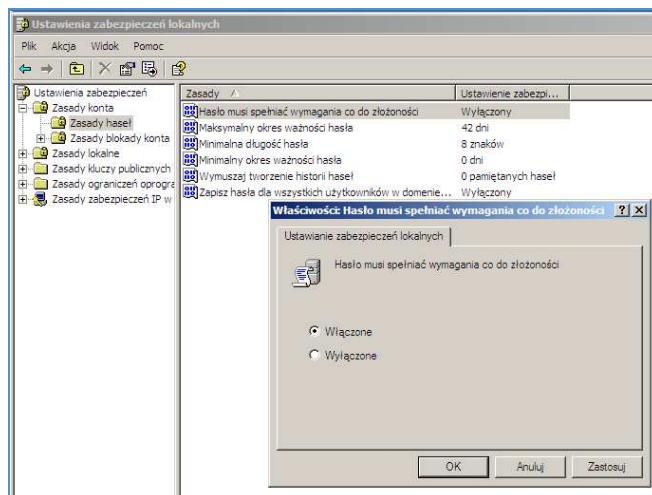 Ustawienia zabezpieczeń lokalnych
Plik Akcja Widok Pomoc
Ustawienia zabezpieczeń
Zasady konta
Zasady haseł
Zasady blokady konta
Zasady lokalne
Zasady kluczy publicznych
Zasady ograniczeń oprogra
Zasady zabezpieczeń IP w
Zasady Ustawienie zabezpi...
Hasło musi spełniać wymagania co do złożoności Wyłączony
Maksymalny okres ważności hasła 42 dni
Minimalna długość hasła 8 znaków
Minimalny okres ważności hasła 0 dni
Wymuszaj tworzenie historii haseł 0 pamiętanych haseł
Zapisz hasła dla wszystkich użytkowników w domenie... Wyłączony
Właściwości: Hasło musi spełniać wymagania co do złożoności
Ustawianie zabezpieczeń lokalnych
Hasło musi spełniać wymagania co do złożoności
Włączone
Wyłączone
OK Anuluj Zastosuj